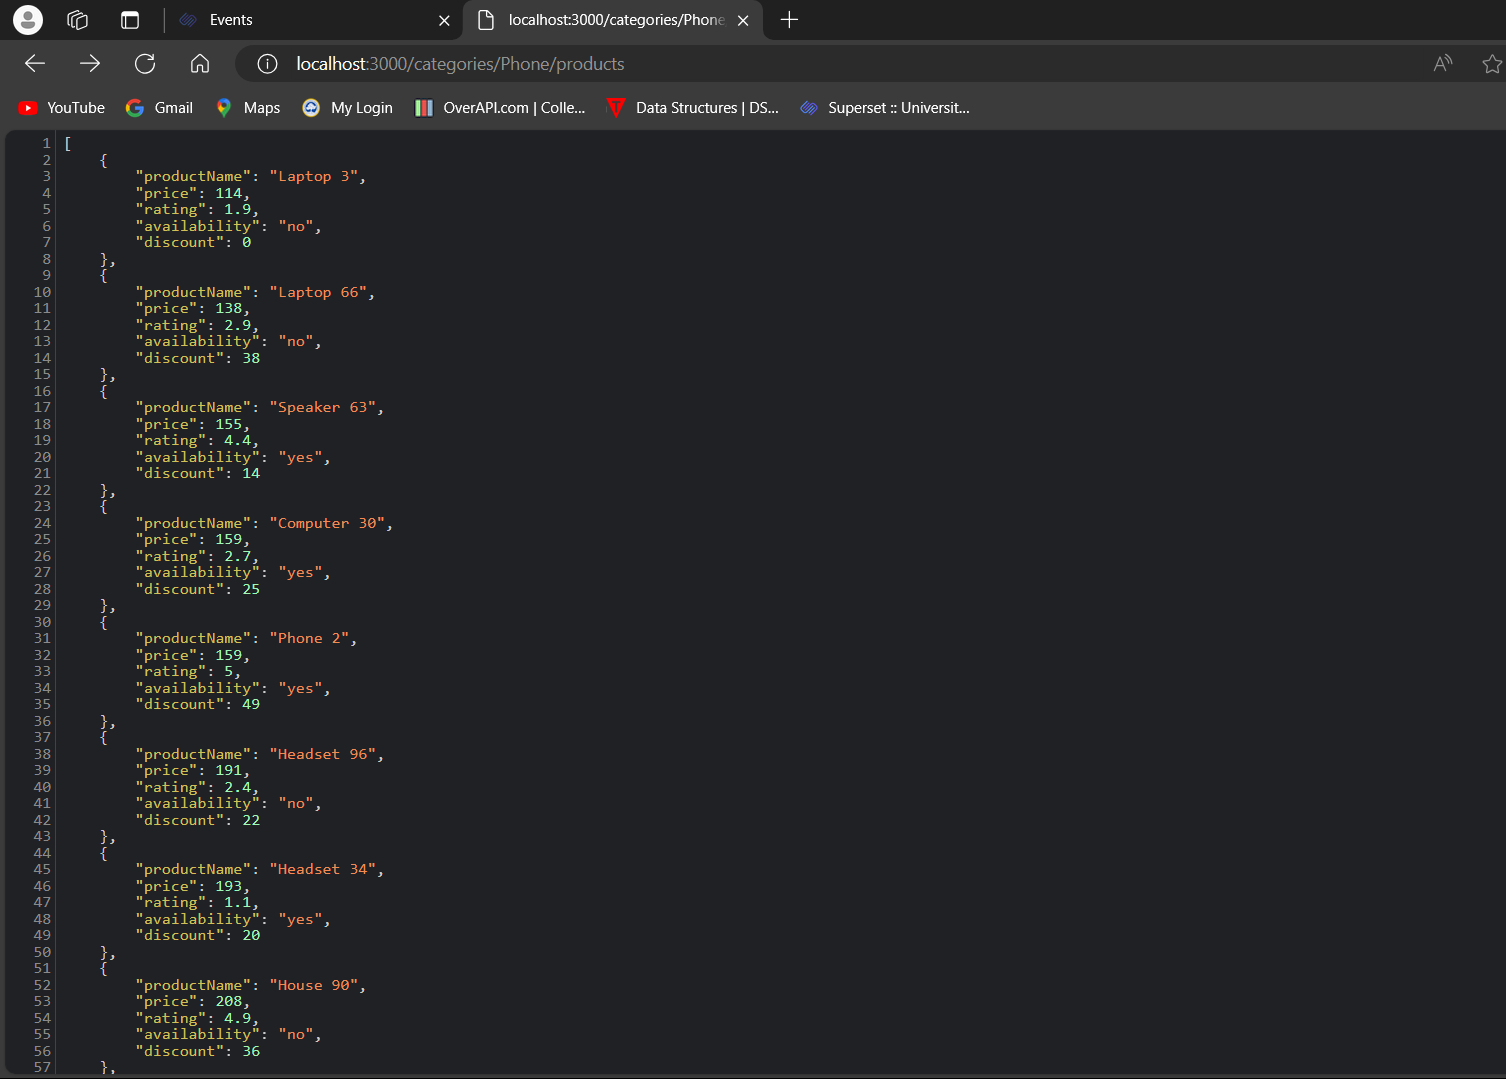 Events
localhost:3000/categories/Phone
localhost:3000/categories/Phone/products
YouTube Gmail Maps My Login OverAPI.com | Colle... Data Structures | DS... Superset :: Universit...
1 [
2 {
3 "productName": "Laptop 3",
4 "price": 114,
5 "rating": 1.9,
6 "availability": "no",
7 "discount": 0
8 },
9 {
10 "productName": "Laptop 66",
11 "price": 138,
12 "rating": 2.9,
13 "availability": "no",
14 "discount": 38
15 },
16 {
17 "productName": "Speaker 63",
18 "price": 155,
19 "rating": 4.4,
20 "availability": "yes",
21 "discount": 14
22 },
23 {
24 "productName": "Computer 30",
25 "price": 159,
26 "rating": 2.7,
27 "availability": "yes",
28 "discount": 25
29 },
30 {
31 "productName": "Phone 2",
32 "price": 159,
33 "rating": 5,
34 "availability": "yes",
35 "discount": 49
36 },
37 {
38 "productName": "Headset 96",
39 "price": 191,
40 "rating": 2.4,
41 "availability": "no",
42 "discount": 22
43 },
44 {
45 "productName": "Headset 34",
46 "price": 193,
47 "rating": 1.1,
48 "availability": "yes",
49 "discount": 20
50 },
51 {
52 "productName": "House 90",
53 "price": 208,
54 "rating": 4.9,
55 "availability": "no",
56 "discount": 36
57 },